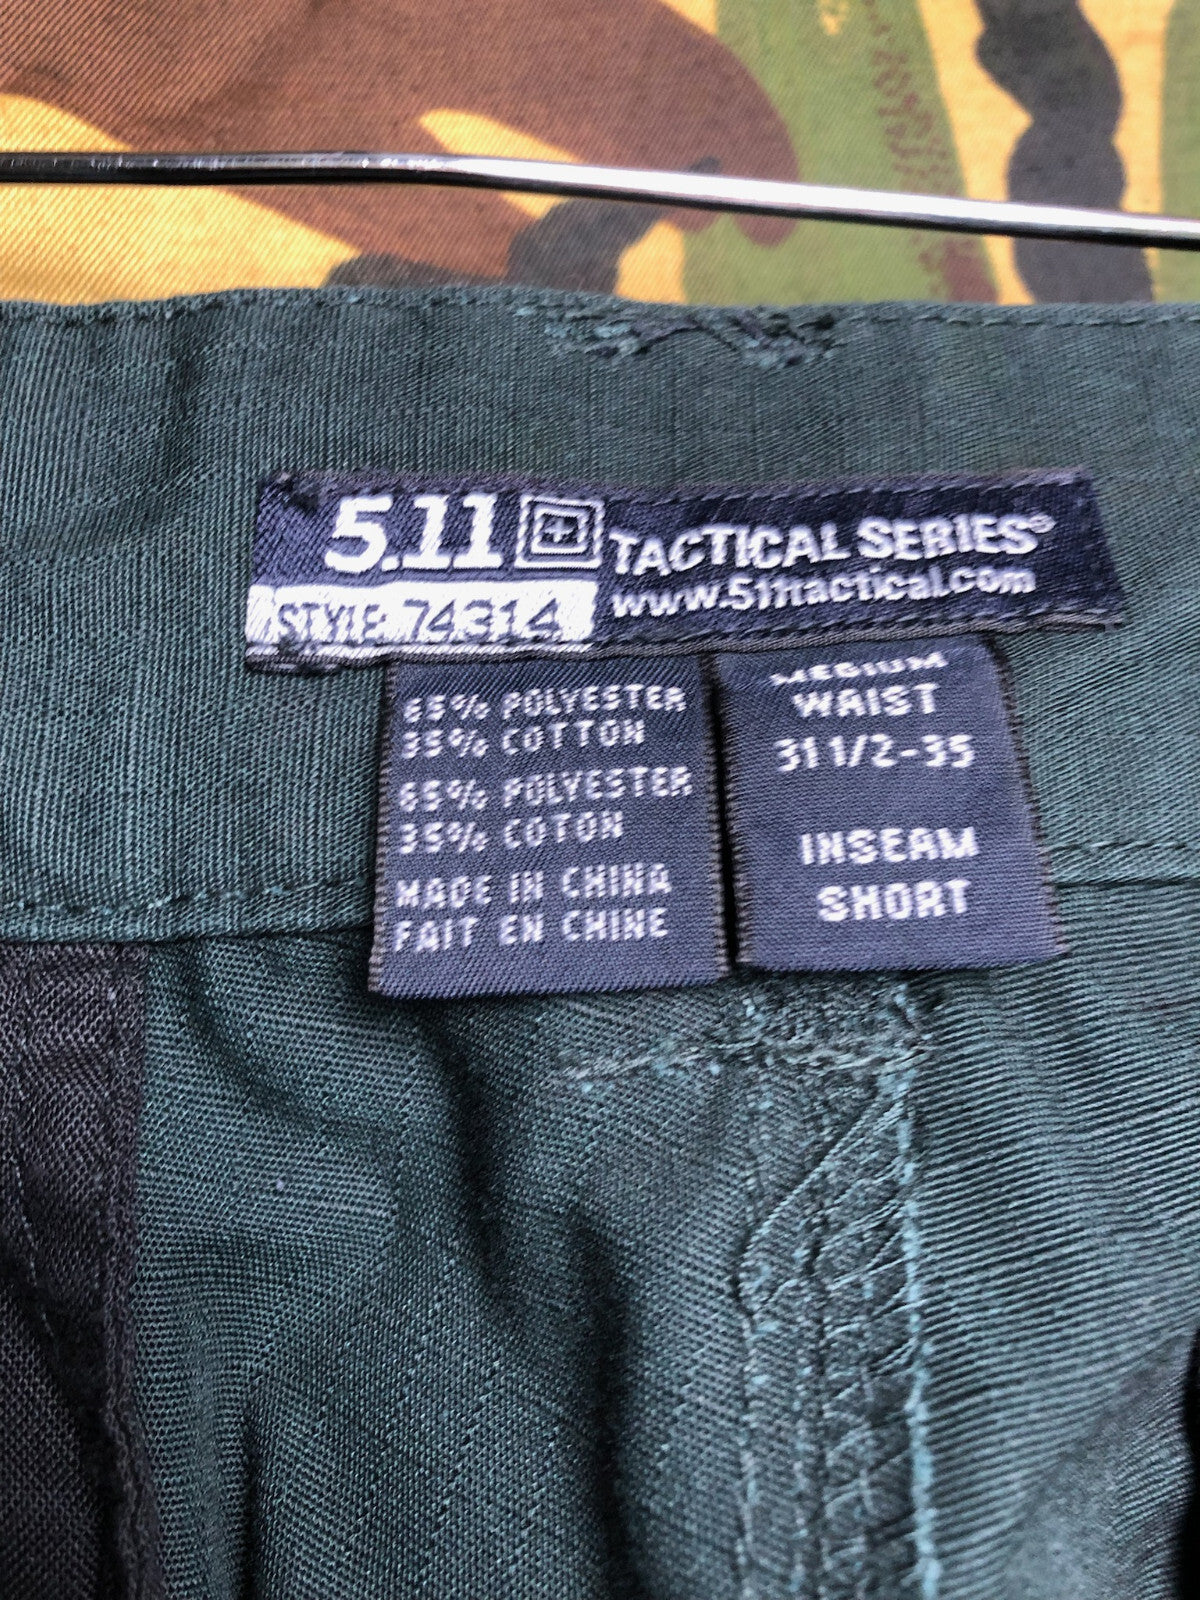 5.11 TACTICAL SERIES®
www.511tactical.com
STYLE 74314
65% POLYESTER
35% COTTON
65% POLYESTER
35% COTON
MADE IN CHINA
FAIT EN CHINE
MEDIUM
WAIST
31 1/2-35
INSEAM
SHORT